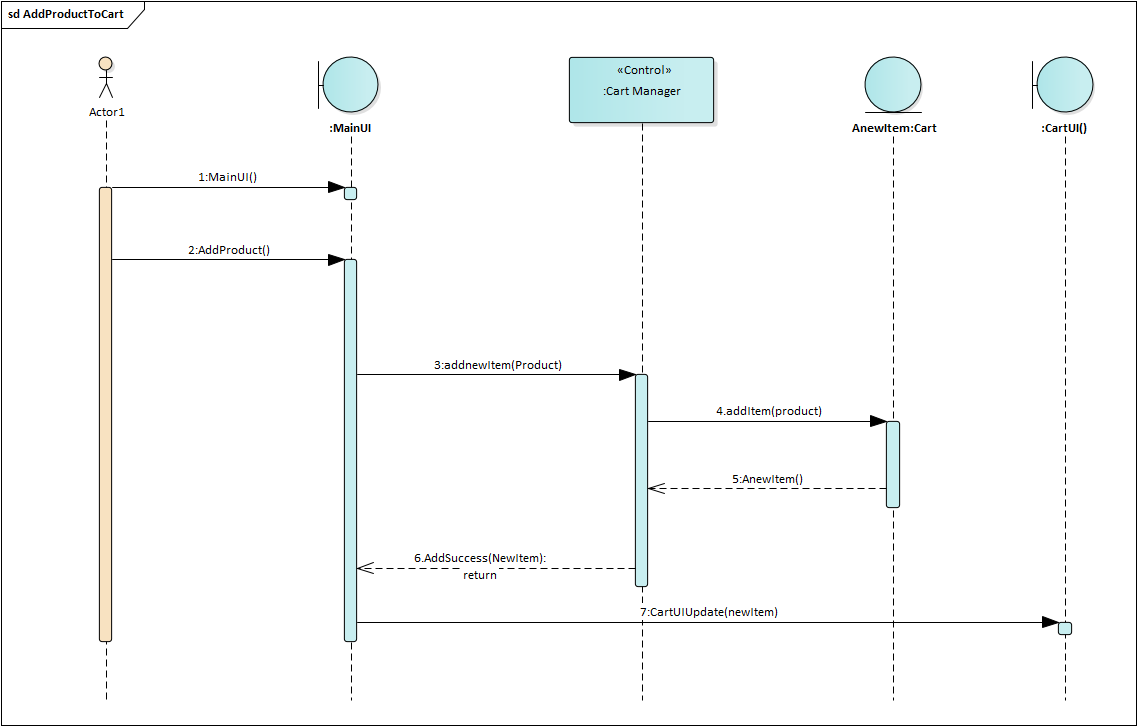 sd AddProductToCart
Actor1
:MainUI
«Control»
:Cart Manager
AnewItem:Cart
:CartUI()
1:MainUI()
2:AddProduct()
3:addnewItem(Product)
4.addItem(product)
5:AnewItem()
6.AddSuccess(NewItem):
return
7:CartUIUpdate(newItem)